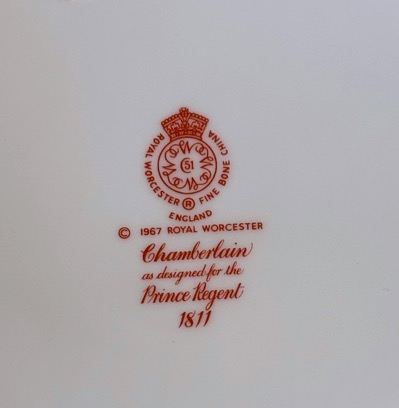 ROYAL WORCESTER ® FINE BONE CHINA
51
ENGLAND
© 1967 ROYAL WORCESTER
Chamberlain
as designed for the
Prince Regent
1811